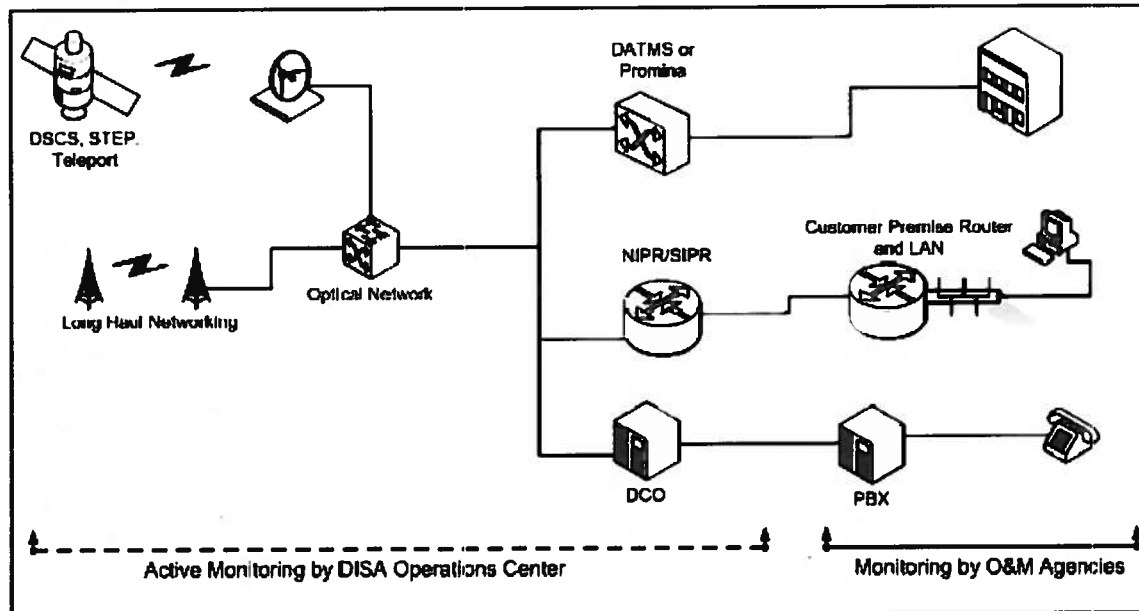 DATMS or
Promina
DSCS, STEP,
Teleport
Customer Premise Router
and LAN
NIPR/SIPR
Optical Network
Long Haul Networking
DCO
PBX
Active Monitoring by DISA Operations Center
Monitoring by O&M Agencies